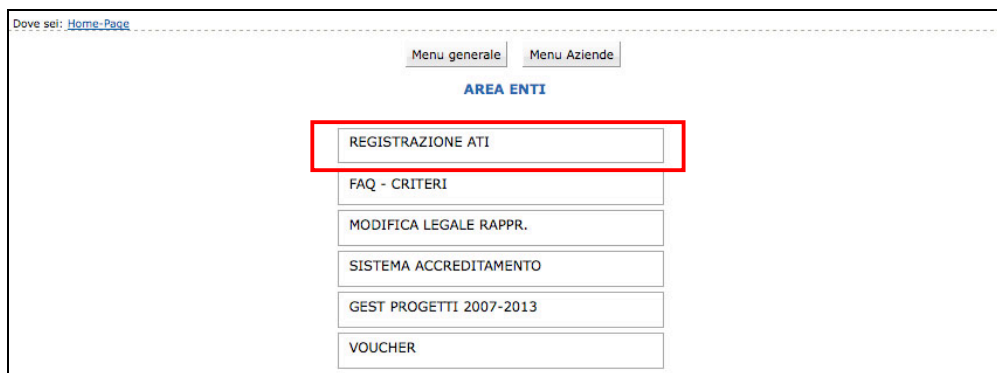 Dove sei: Home-Page
Menu generale Menu Aziende
AREA ENTI
REGISTRAZIONE ATI
FAQ - CRITERI
MODIFICA LEGALE RAPPR.
SISTEMA ACCREDITAMENTO
GEST PROGETTI 2007-2013
VOUCHER